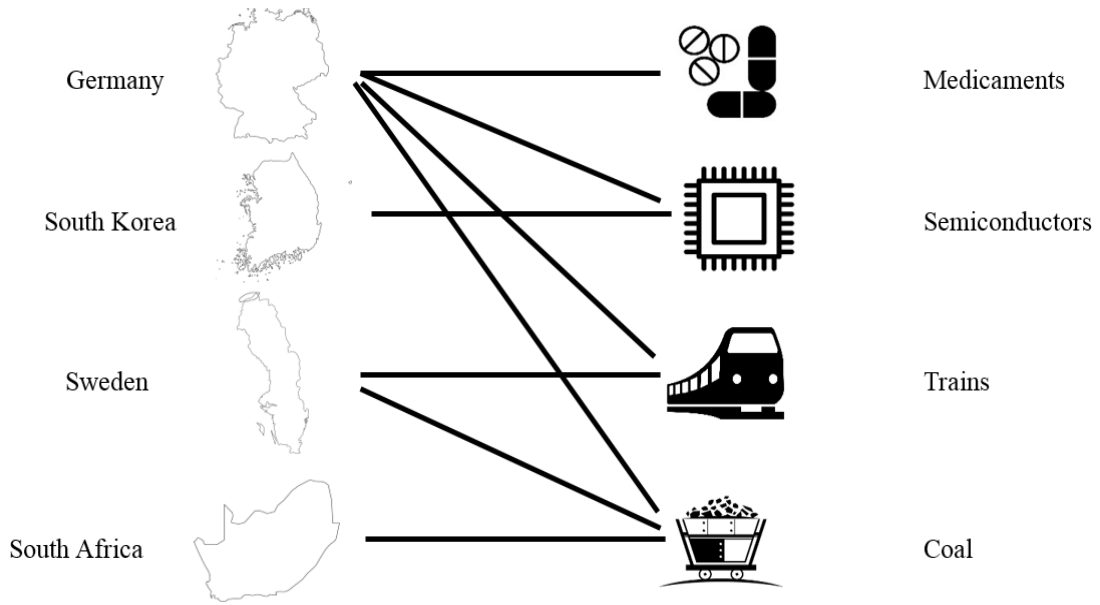 Germany
Medicaments
South Korea
Semiconductors
Sweden
Trains
South Africa
Coal